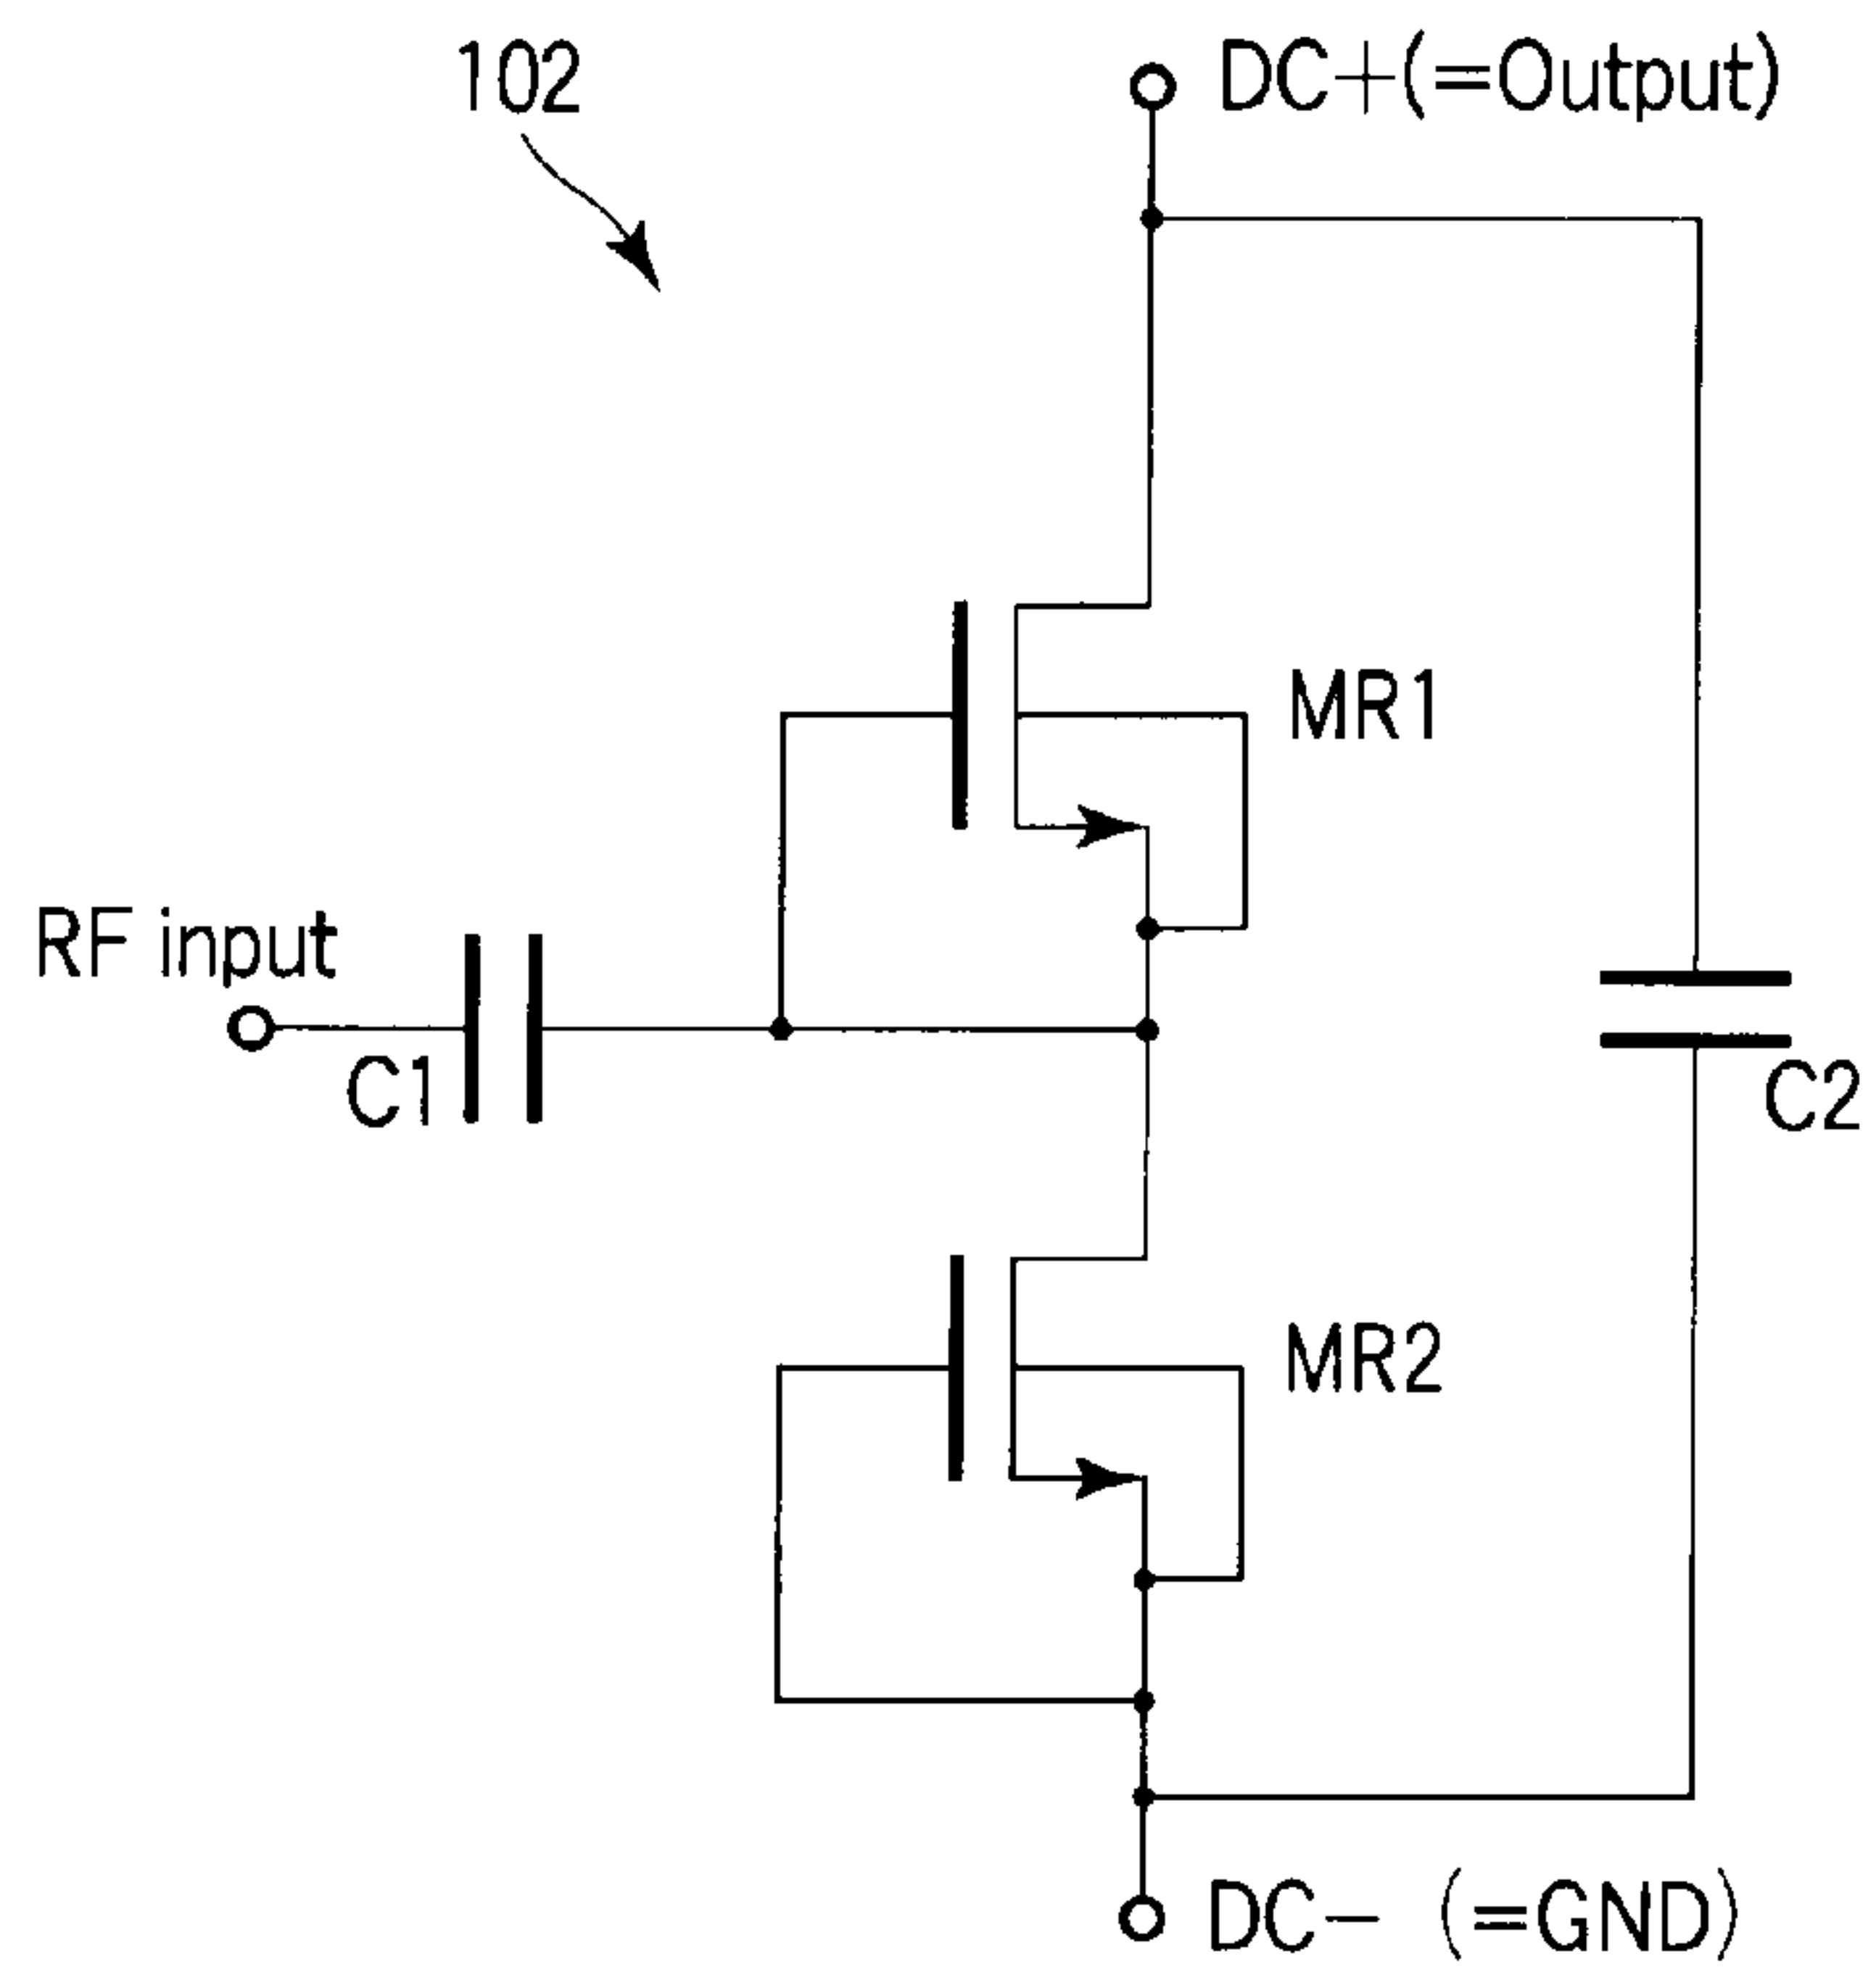 102
DC+(=Output)
MR1
RF input
C1
C2
MR2
DC- (=GND)